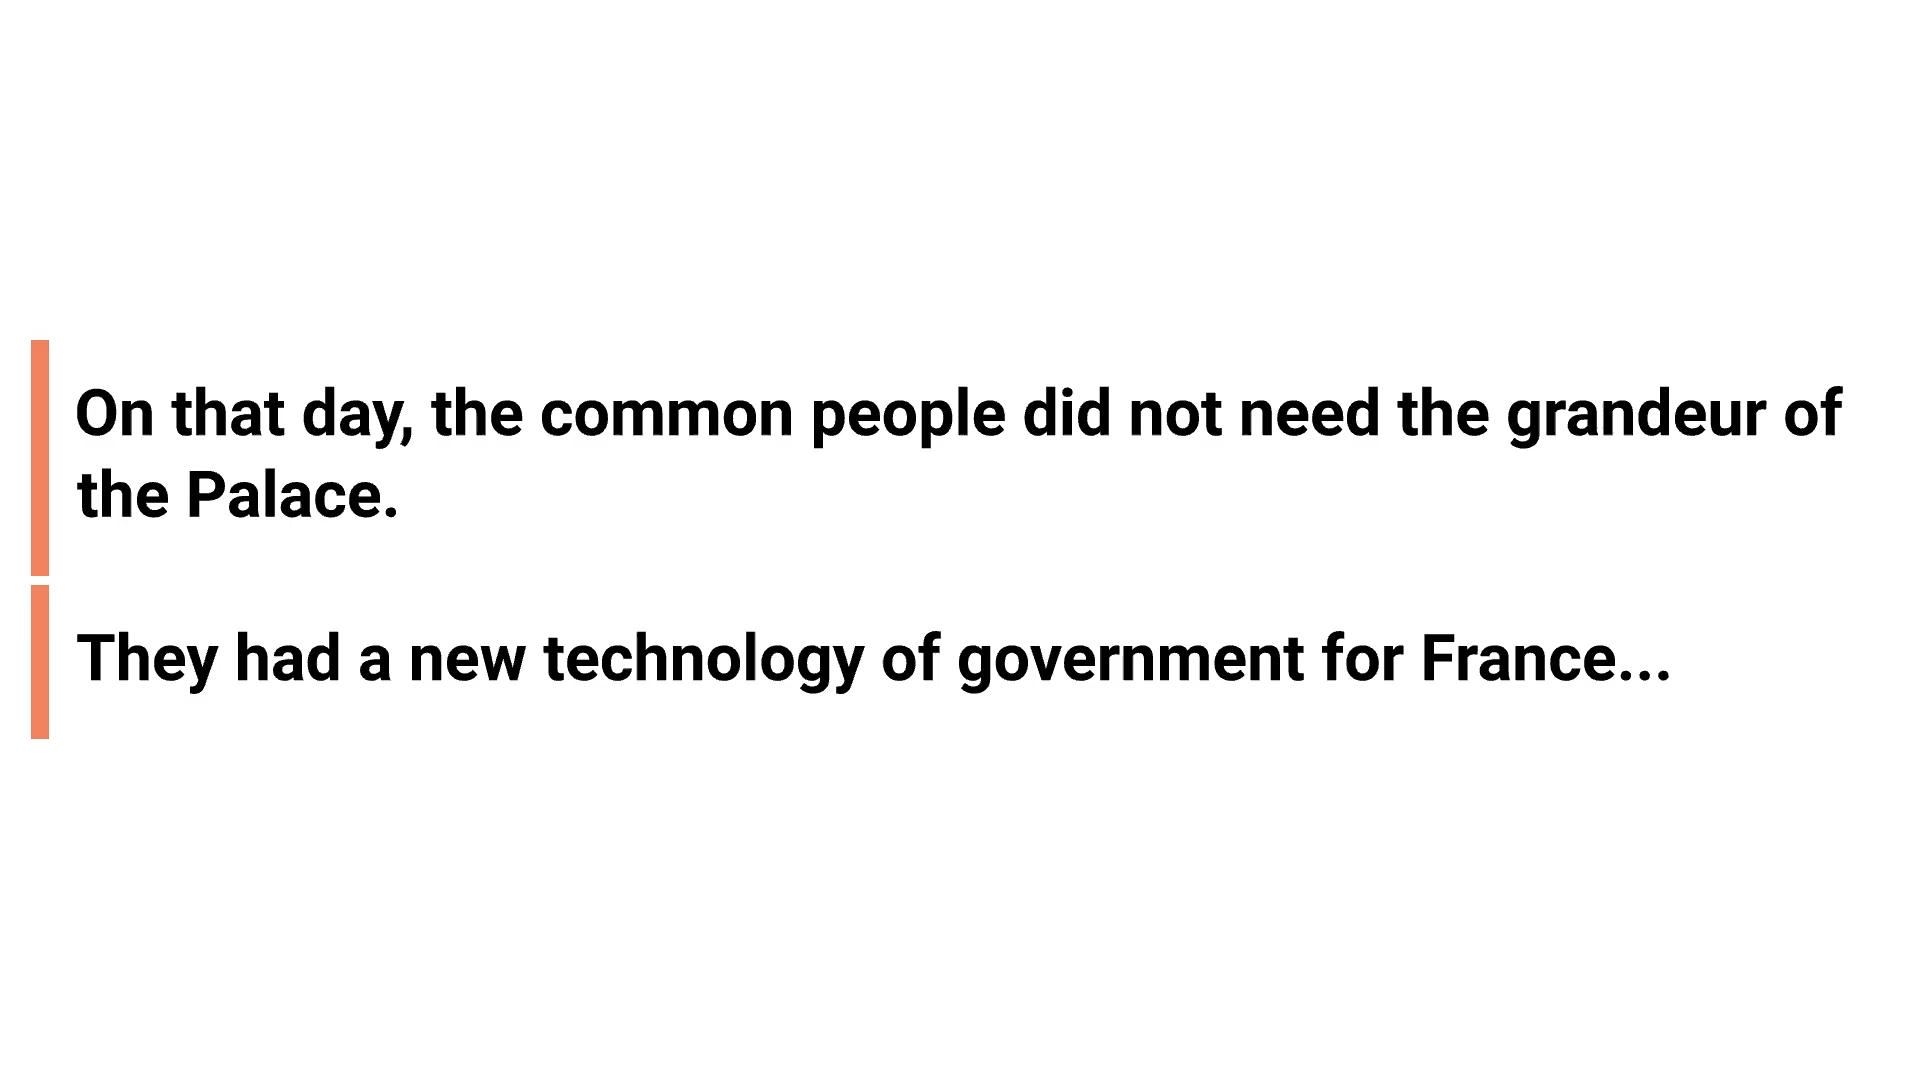 On that day, the common people did not need the grandeur of
the Palace.
They had a new technology of government for France...